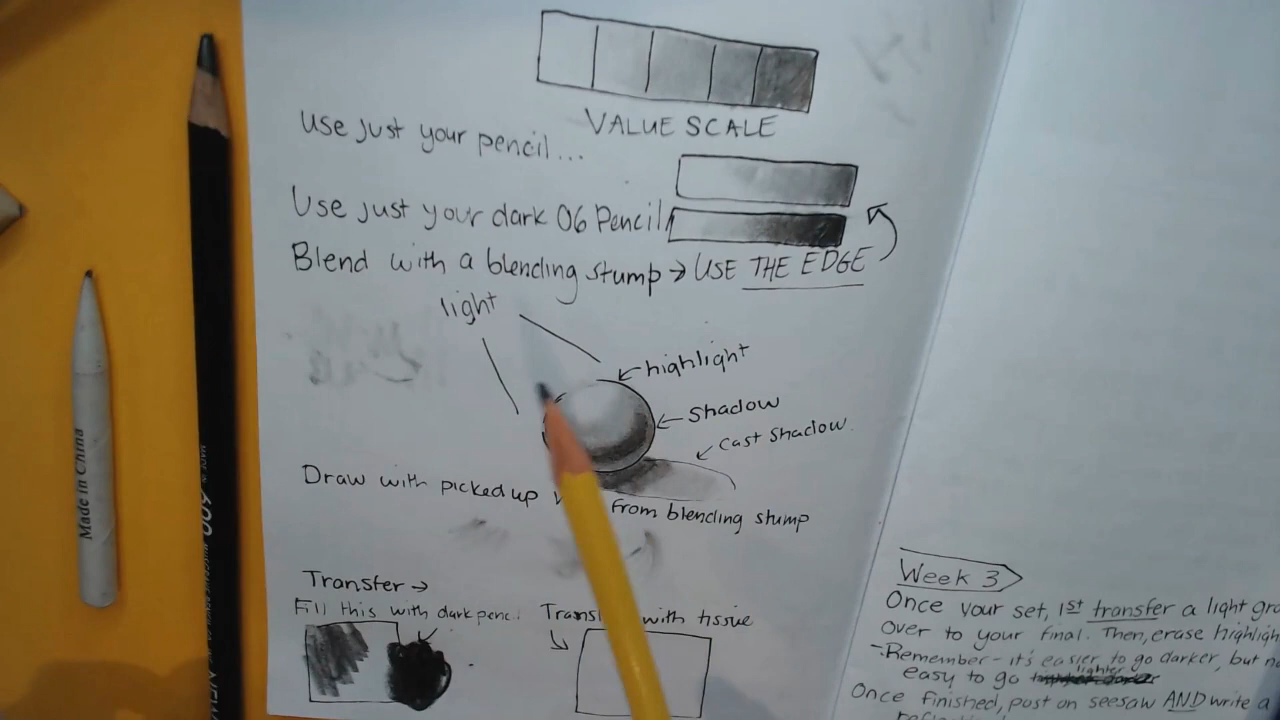 VALUE SCALE
Use just your pencil...
Use just your dark 06 Pencil
Blend with a blending stump → USE THE EDGE
light
highlight
Shadow
cast shadow.
Draw with picked up from blending stump
Transfer →
Fill this with dark
with tissue
Made in China
Week 3
Once your set, 1st transfer a light
over to your final. Then, erase
- Remember - it's easier to go darker, but
easy to go lighter
Once finished, post on seesaw AND write a